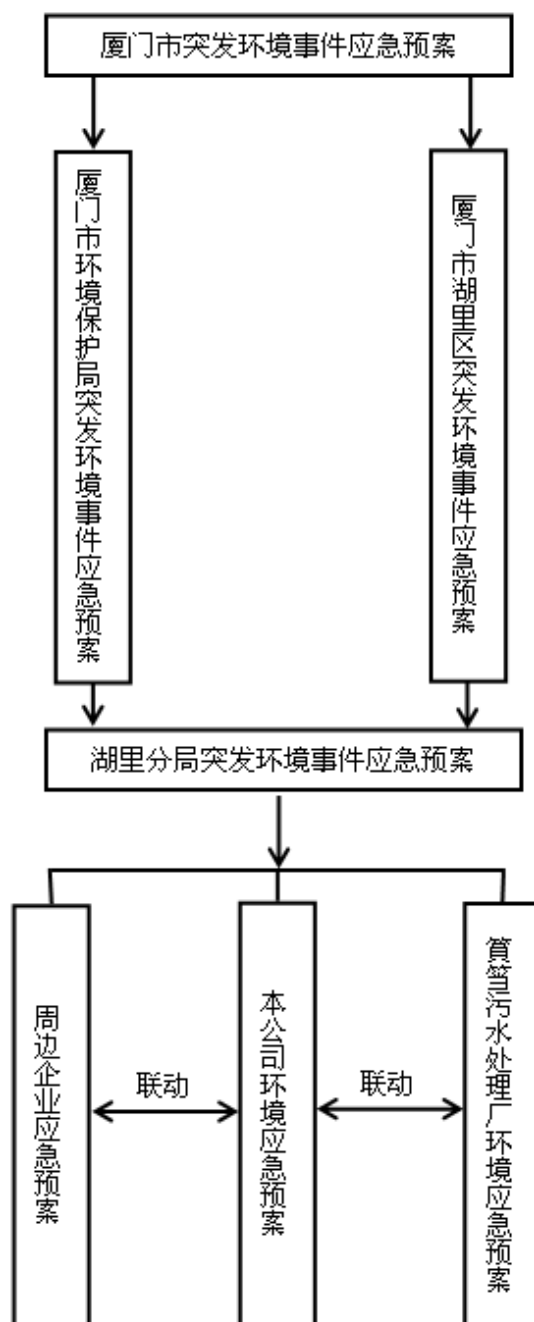 厦门市突发环境事件应急预案
厦门市环境保护局突发环境事件应急预案
厦门市湖里区突发环境事件应急预案
湖里分局突发环境事件应急预案
周边企业应急预案
联动
本公司环境应急预案
联动
筼筜污水处理厂环境应急预案